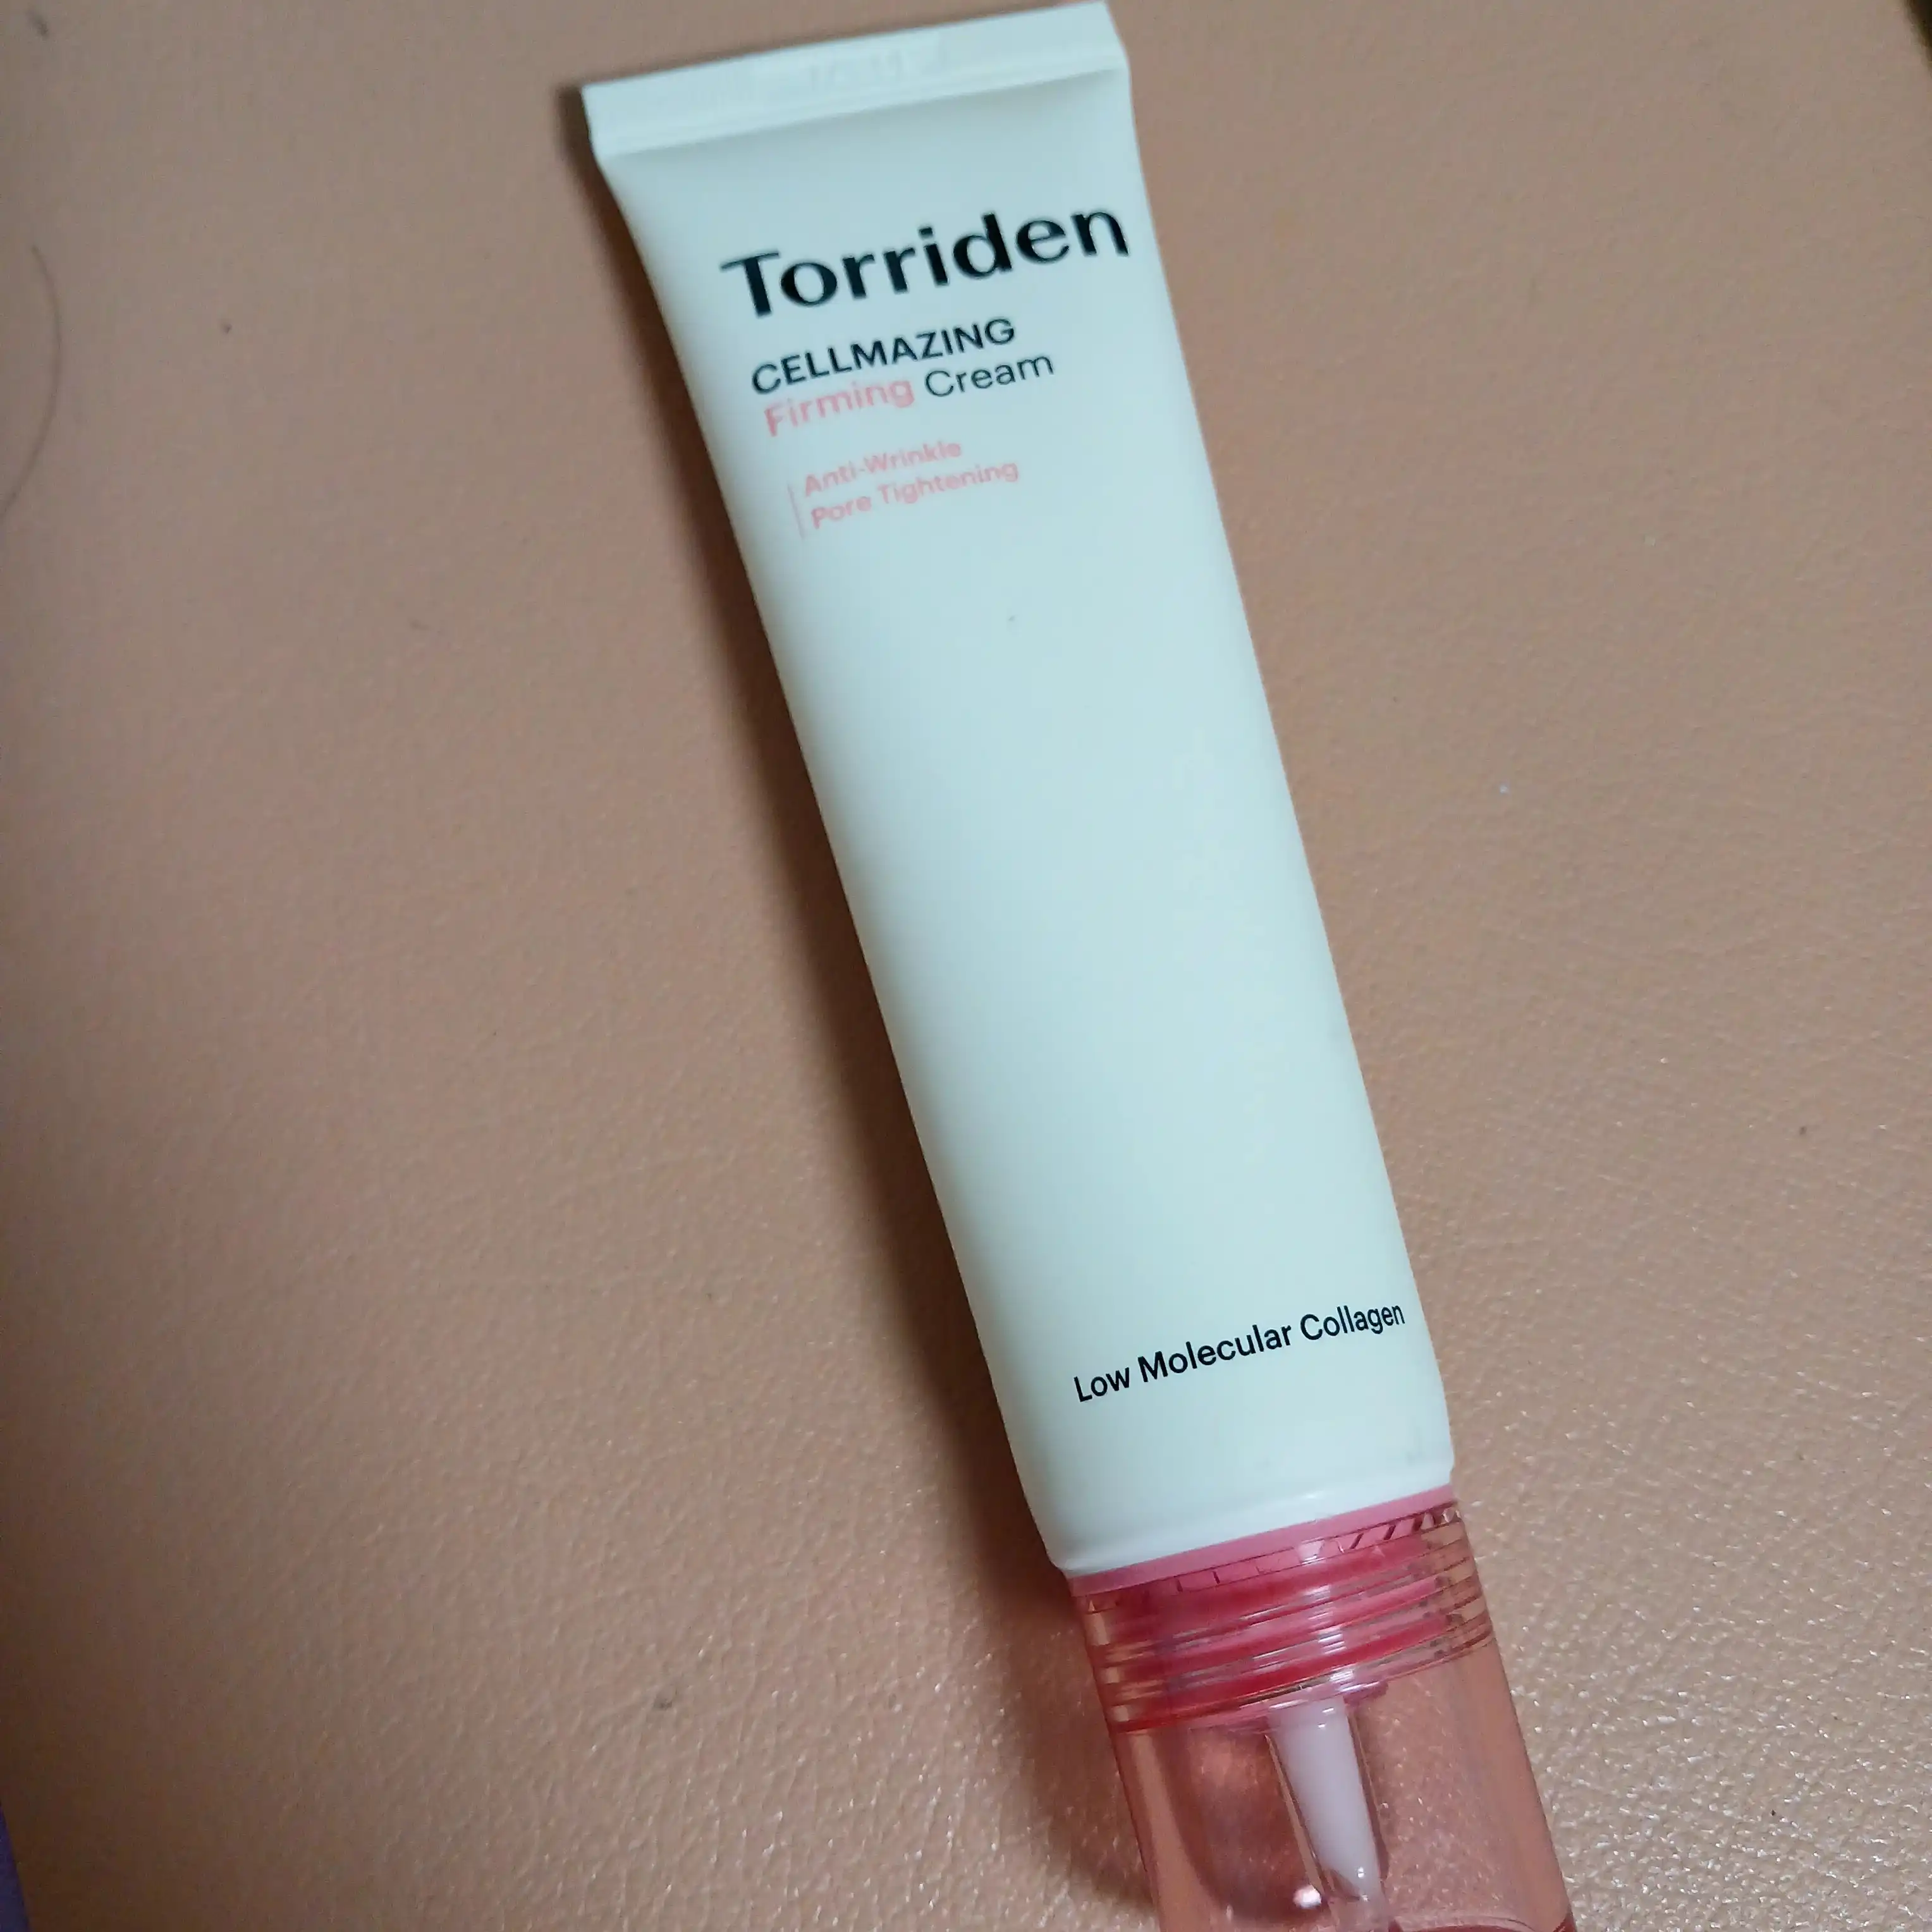 Torriden
CELLMAZING
Firming Cream
Anti-Wrinkle
Pore Tightening
Low Molecular Collagen